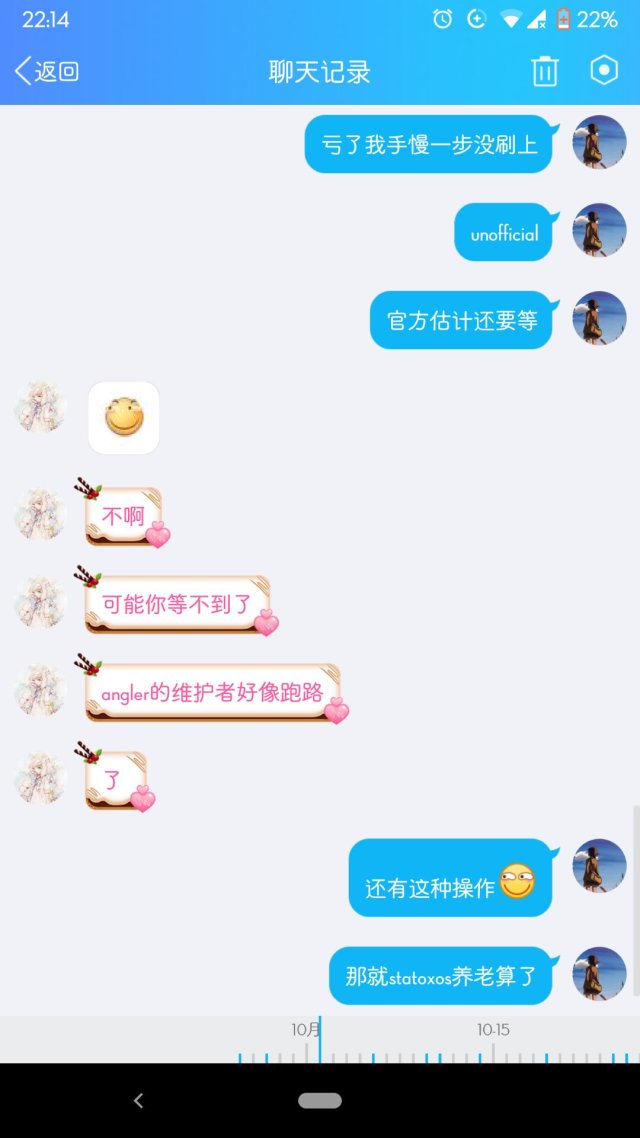 22:14
22%
返回
聊天记录
亏了我手慢一步没刷上
unofficial
官方估计还要等
不啊
可能你等不到了
angler的维护者好像跑路
了
还有这种操作
那就statoxos养老算了
10月
10-15